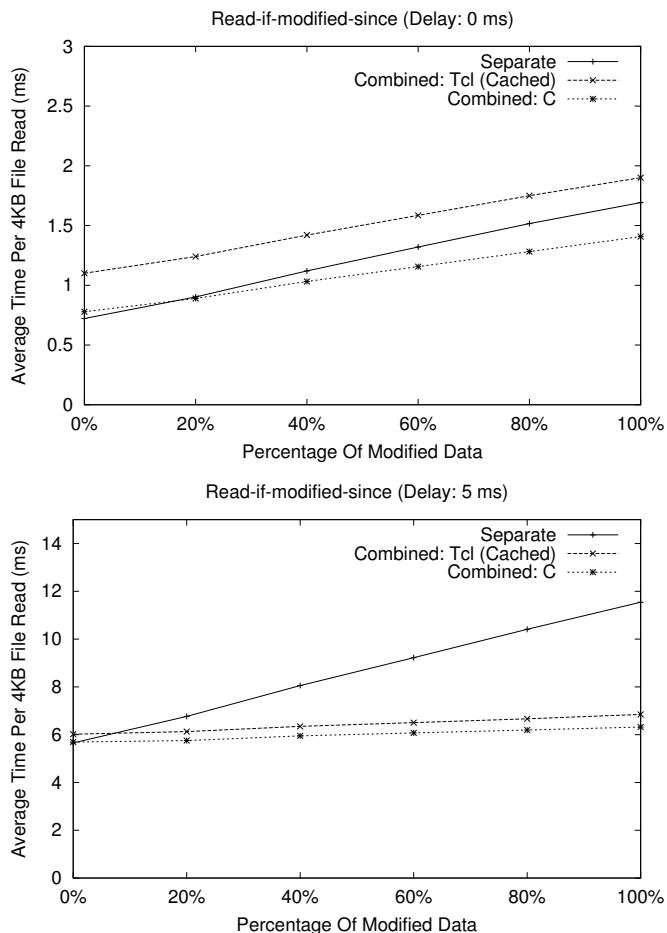 Read-if-modified-since (Delay: 0 ms)
3
2.5
2
1.5
1
0.5
0
Average Time Per 4KB File Read (ms)
Separate
Combined: Tcl (Cached)
Combined: C
0% 20% 40% 60% 80% 100%
Percentage Of Modified Data
Read-if-modified-since (Delay: 5 ms)
14
12
10
8
6
4
2
0
Average Time Per 4KB File Read (ms)
Separate
Combined: Tcl (Cached)
Combined: C
0% 20% 40% 60% 80% 100%
Percentage Of Modified Data